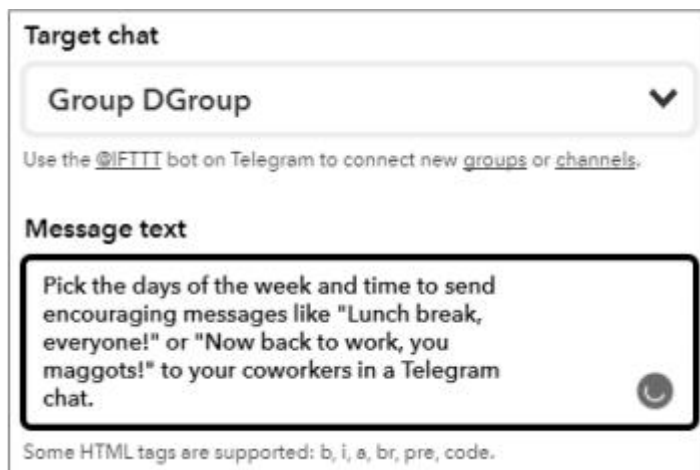 Target chat
Group DGroup
Use the @IFTTT bot on Telegram to connect new groups or channels.
Message text
Pick the days of the week and time to send
encouraging messages like "Lunch break,
everyone!" or "Now back to work, you
maggots!" to your coworkers in a Telegram
chat.
Some HTML tags are supported: b, i, a, br, pre, code.